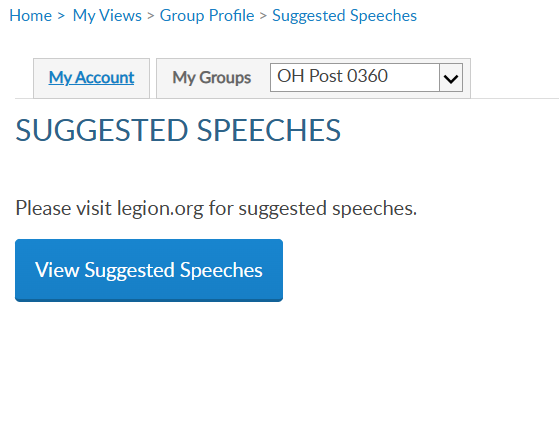 Home > My Views > Group Profile > Suggested Speeches
My Account My Groups OH Post 0360
SUGGESTED SPEECHES
Please visit legion.org for suggested speeches.
View Suggested Speeches